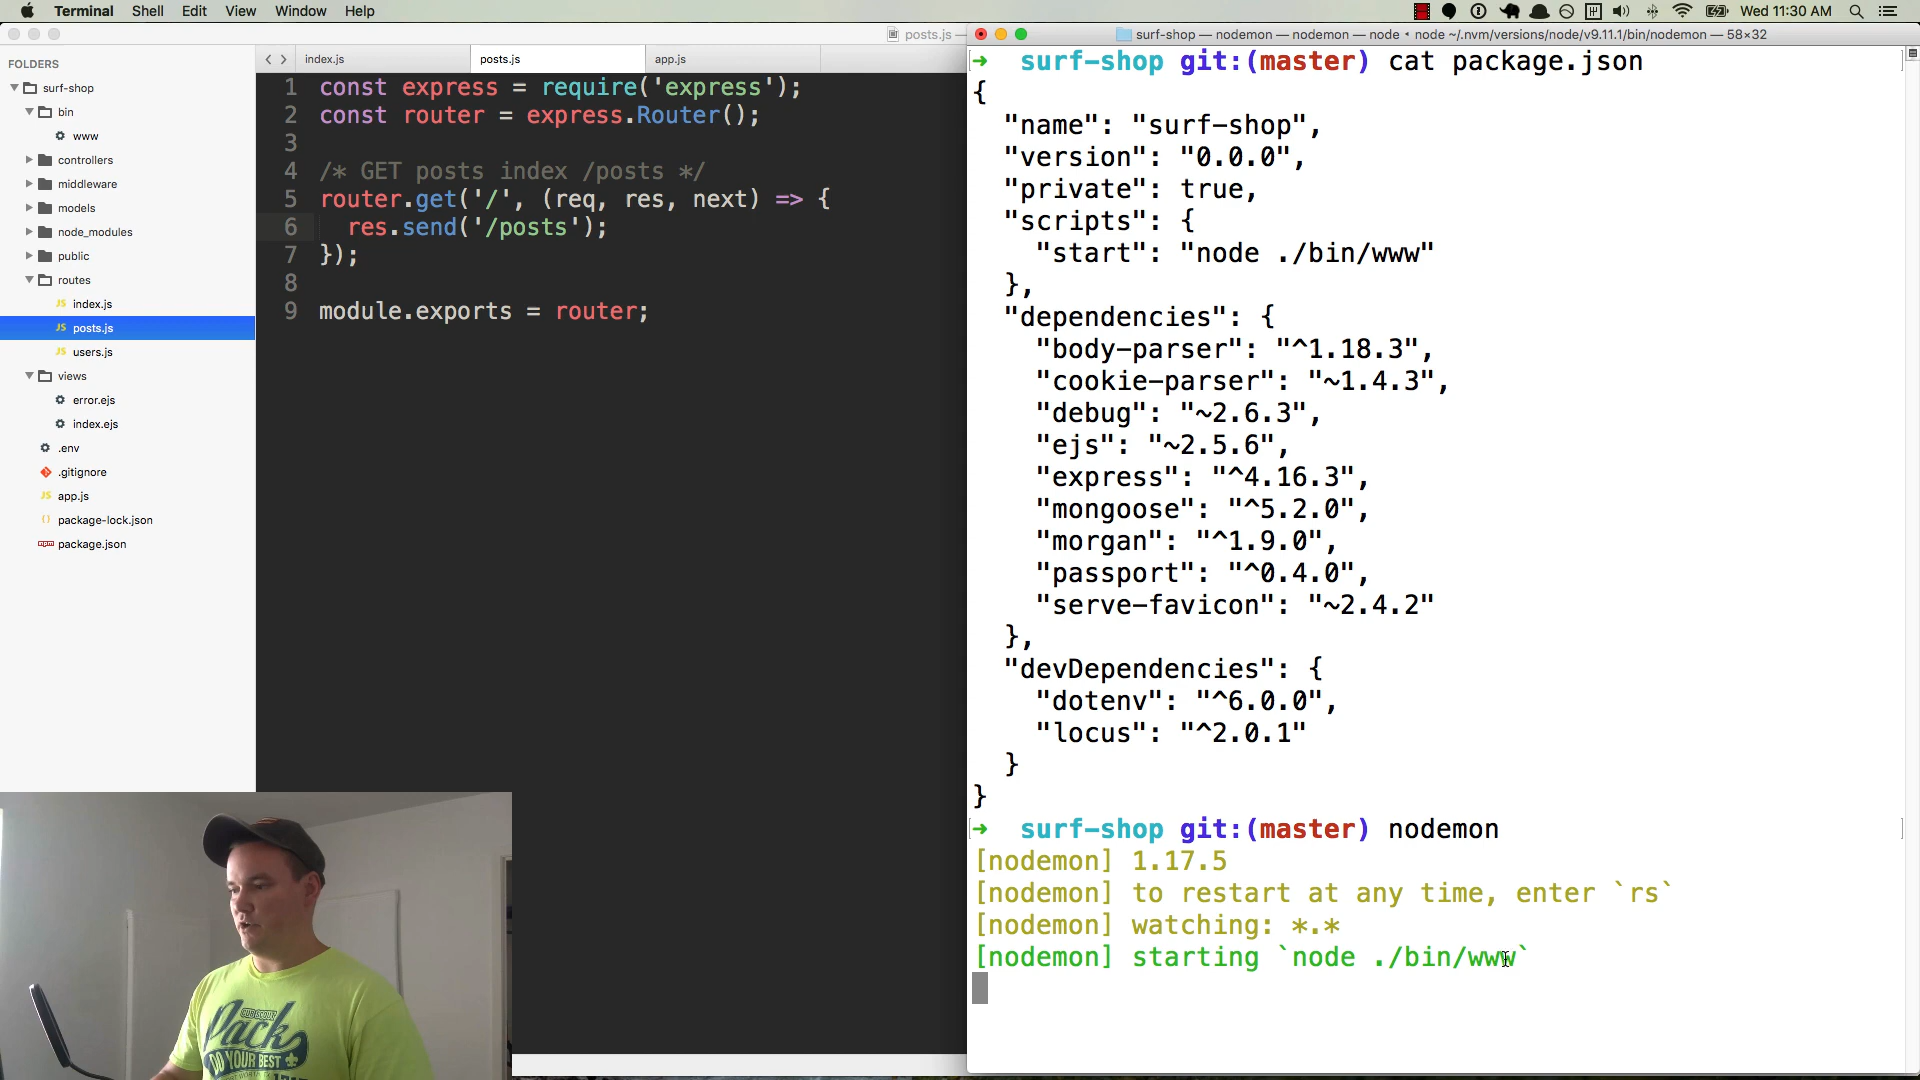 Terminal Shell Edit View Window Help
Wed 11:30 AM
posts.js —
surf-shop — nodemon — nodemon — node ◂ node ~/.nvm/versions/node/v9.11.1/bin/nodemon — 58×32
FOLDERS
surf-shop
bin
www
controllers
middleware
models
node_modules
public
routes
index.js
posts.js
users.js
views
error.ejs
index.ejs
.env
.gitignore
app.js
package-lock.json
package.json
index.js posts.js app.js
1 const express = require('express');
2 const router = express.Router();
3
4 /* GET posts index /posts */
5 router.get('/', (req, res, next) => {
6 res.send('/posts');
7 });
8
9 module.exports = router;
➜ surf-shop git:(master) cat package.json
{
"name": "surf-shop",
"version": "0.0.0",
"private": true,
"scripts": {
"start": "node ./bin/www"
},
"dependencies": {
"body-parser": "^1.18.3",
"cookie-parser": "~1.4.3",
"debug": "~2.6.3",
"ejs": "~2.5.6",
"express": "^4.16.3",
"mongoose": "^5.2.0",
"morgan": "^1.9.0",
"passport": "^0.4.0",
"serve-favicon": "~2.4.2"
},
"devDependencies": {
"dotenv": "^6.0.0",
"locus": "^2.0.1"
}
}
➜ surf-shop git:(master) nodemon
[nodemon] 1.17.5
[nodemon] to restart at any time, enter `rs`
[nodemon] watching: *.*
[nodemon] starting `node ./bin/www`
Pack
DO YOUR BEST